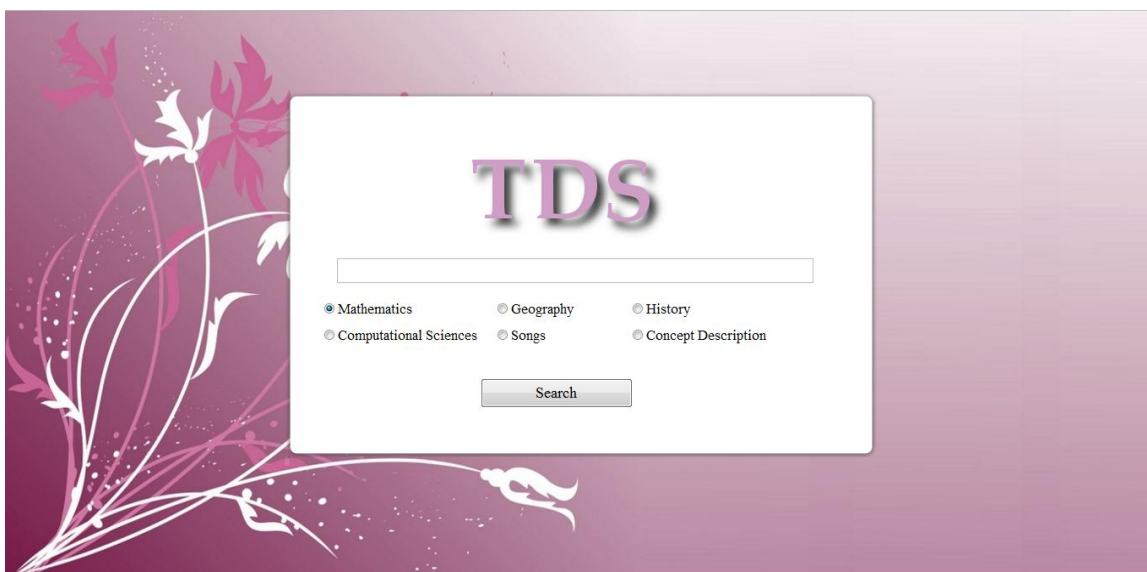 TDS
Mathematics Geography History
Computational Sciences Songs Concept Description
Search